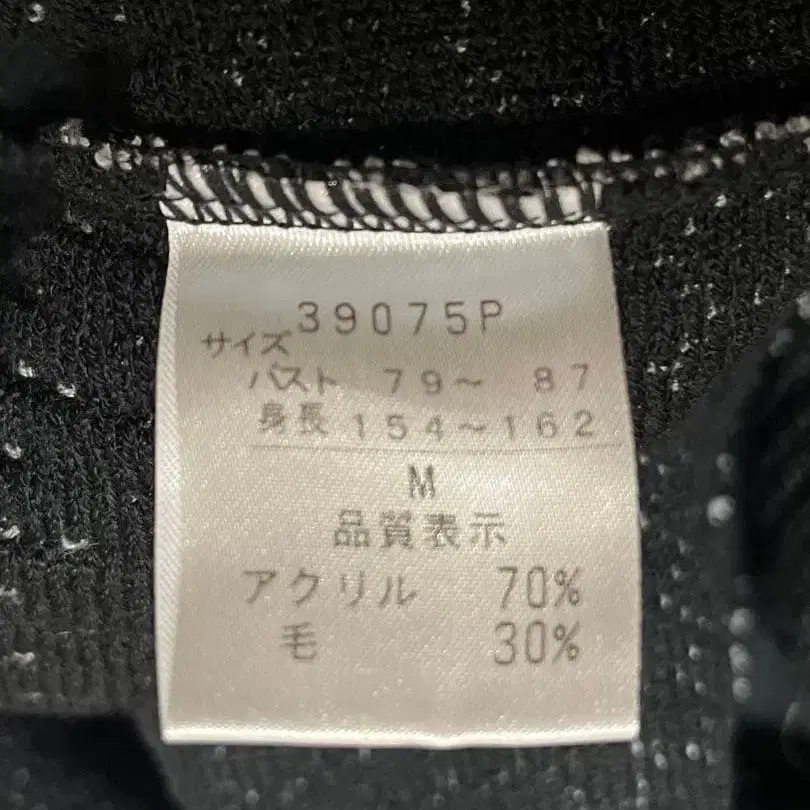 39075P
サイズ
バスト 79〜 87
身長 154〜162
M
品質表示
アクリル 70%
毛 30%